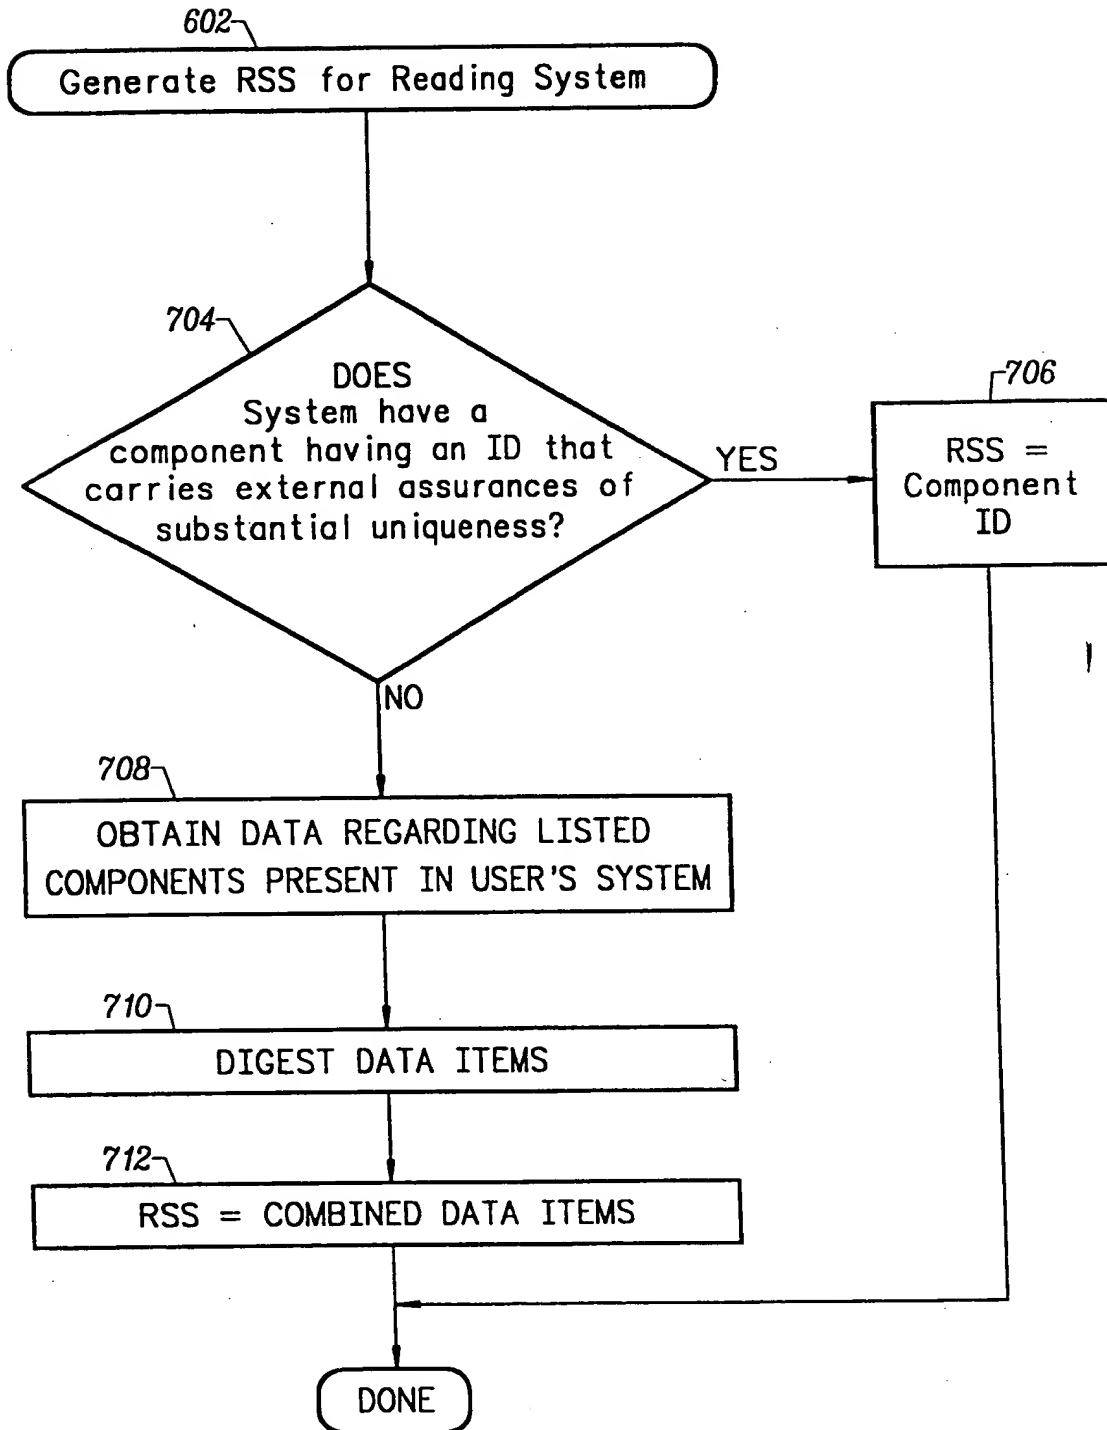 602
Generate RSS for Reading System
704
DOES
System have a
component having an ID that
carries external assurances of
substantial uniqueness?
YES
706
RSS =
Component
ID
NO
708
OBTAIN DATA REGARDING LISTED
COMPONENTS PRESENT IN USER'S SYSTEM
710
DIGEST DATA ITEMS
712
RSS = COMBINED DATA ITEMS
DONE